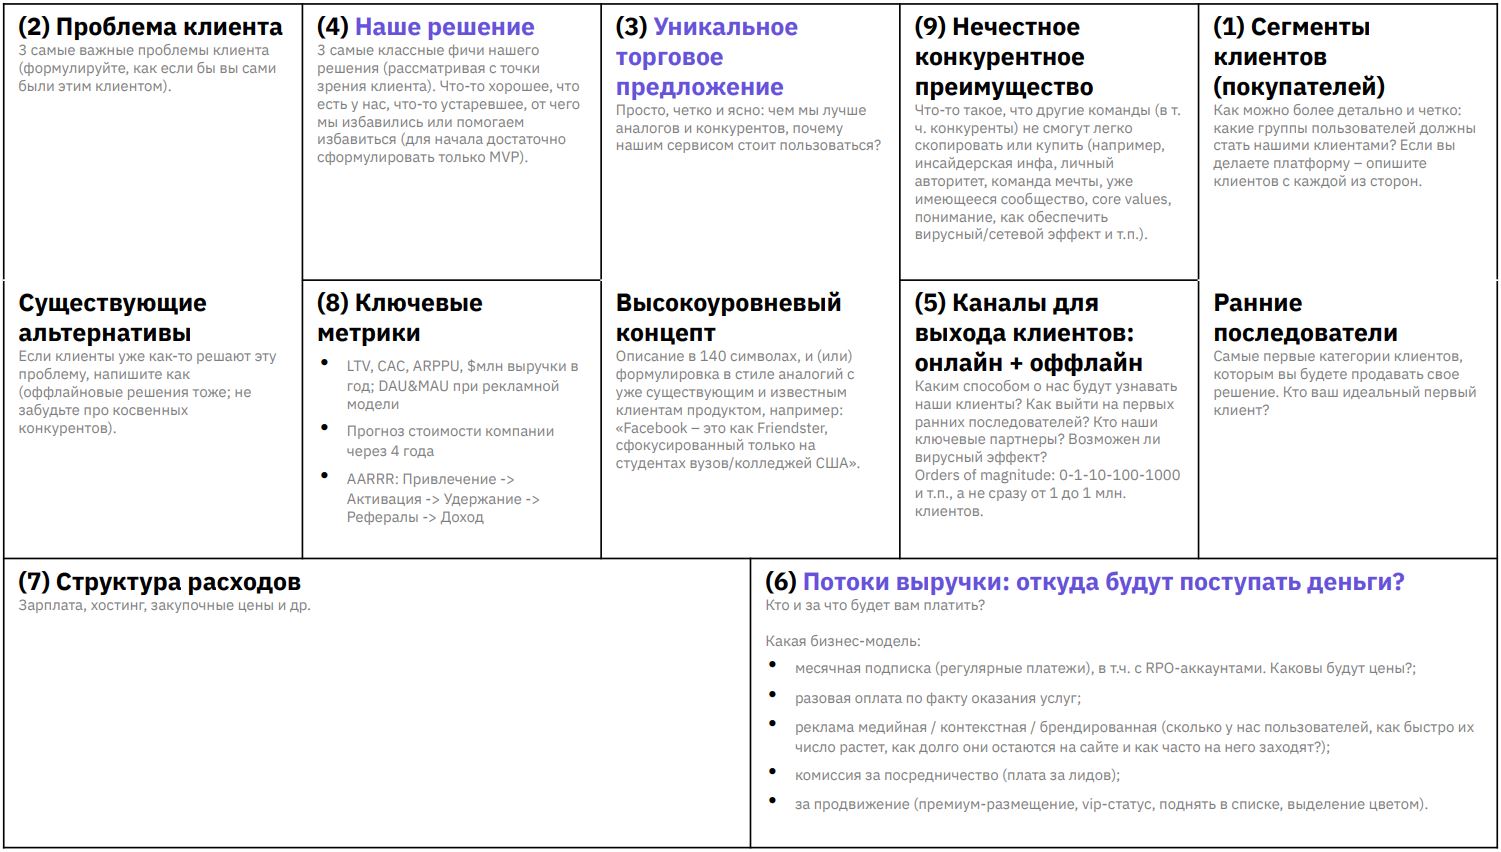 (2) Проблема клиента
3 самые важные проблемы клиента
(формулируйте, как если бы вы сами
были этим клиентом).
(4) Наше решение
3 самые классные фичи нашего
решения (рассматривая с точки
зрения клиента). Что-то хорошее, что
есть у нас, что-то устаревшее, от чего
мы избавились или помогаем
избавиться (для начала достаточно
сформулировать только MVP).
(3) Уникальное
торговое
предложение
Просто, четко и ясно: чем мы лучше
аналогов и конкурентов, почему
нашим сервисом стоит пользоваться?
(9) Нечестное
конкурентное
преимущество
Что-то такое, что другие команды (в т.
ч. конкуренты) не смогут легко
скопировать или купить (например,
инсайдерская инфа, личный
авторитет, команда мечты, уже
имеющееся сообщество, core values,
понимание, как обеспечить
вирусный/сетевой эффект и т.п.).
(1) Сегменты
клиентов
(покупателей)
Как можно более детально и четко:
какие группы пользователей должны
стать нашими клиентами? Если вы
делаете платформу – опишите
клиентов с каждой из сторон.
Существующие
альтернативы
Если клиенты уже как-то решают эту
проблему, напишите как
(оффлайновые решения тоже; не
забудьте про косвенных
конкурентов).
(8) Ключевые
метрики
• LTV, CAC, ARPPU, $млн выручки в
год; DAU&MAU при рекламной
модели
• Прогноз стоимости компании
через 4 года
• AARRR: Привлечение ->
Активация -> Удержание ->
Рефералы -> Доход
Высокоуровневый
концепт
Описание в 140 символах, и (или)
формулировка в стиле аналогий с
уже существующим и известным
клиентам продуктом, например:
«Facebook – это как Friendster,
сфокусированный только на
студентах вузов/колледжей США».
(5) Каналы для
выхода клиентов:
онлайн + оффлайн
Каким способом о нас будут узнавать
наши клиенты? Как выйти на первых
ранних последователей? Кто наши
ключевые партнеры? Возможен ли
вирусный эффект?
Orders of magnitude: 0-1-10-100-1000
и т.п., а не сразу от 1 до 1 млн.
клиентов.
Ранние
последователи
Самые первые категории клиентов,
которым вы будете продавать свое
решение. Кто ваш идеальный первый
клиент?
(7) Структура расходов
Зарплата, хостинг, закупочные цены и др.
(6) Потоки выручки: откуда будут поступать деньги?
Кто и за что будет вам платить?
Какая бизнес-модель:
• месячная подписка (регулярные платежи), в т.ч. с RPO-аккаунтами. Каковы будут цены?;
• разовая оплата по факту оказания услуг;
• реклама медийная / контекстная / брендированная (сколько у нас пользователей, как быстро их
число растет, как долго они остаются на сайте и как часто на него заходят?);
• комиссия за посредничество (плата за лидов);
• за продвижение (премиум-размещение, vip-статус, поднять в списке, выделение цветом).